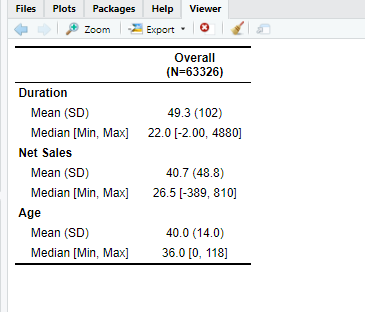 Files Plots Packages Help Viewer
Zoom Export
Overall
(N=63326)
Duration
Mean (SD) 49.3 (102)
Median [Min, Max] 22.0 [-2.00, 4880]
Net Sales
Mean (SD) 40.7 (48.8)
Median [Min, Max] 26.5 [-389, 810]
Age
Mean (SD) 40.0 (14.0)
Median [Min, Max] 36.0 [0, 118]